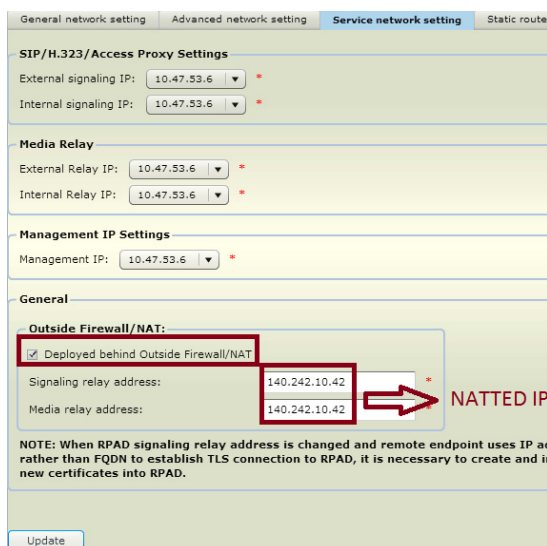 General network setting Advanced network setting Service network setting Static route
SIP/H.323/Access Proxy Settings
External signaling IP: 10.47.53.6 *
Internal signaling IP: 10.47.53.6 *
Media Relay
External Relay IP: 10.47.53.6 *
Internal Relay IP: 10.47.53.6 *
Management IP Settings
Management IP: 10.47.53.6 *
General
Outside Firewall/NAT:
Deployed behind Outside Firewall/NAT
Signaling relay address: 140.242.10.42 *
Media relay address: 140.242.10.42 *
NATTED IP
NOTE: When RPAD signaling relay address is changed and remote endpoint uses IP
rather than FQDN to establish TLS connection to RPAD, it is necessary to create and
new certificates into RPAD.
Update